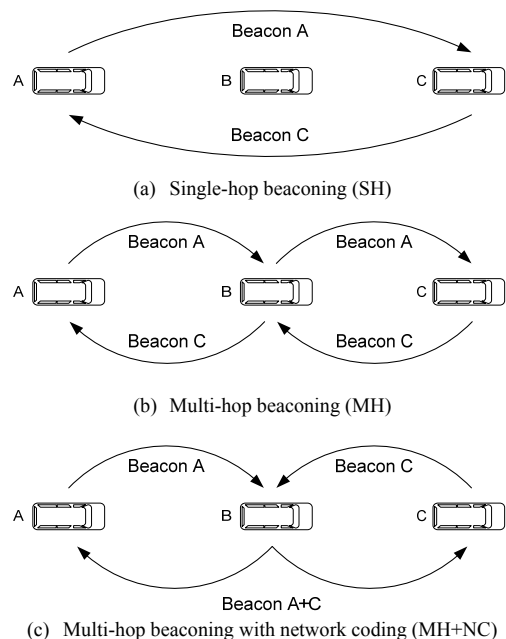 Beacon A
A B C
Beacon C
(a) Single-hop beaconing (SH)
Beacon A Beacon A
A B C
Beacon C Beacon C
(b) Multi-hop beaconing (MH)
Beacon A Beacon C
A B C
Beacon A+C
(c) Multi-hop beaconing with network coding (MH+NC)